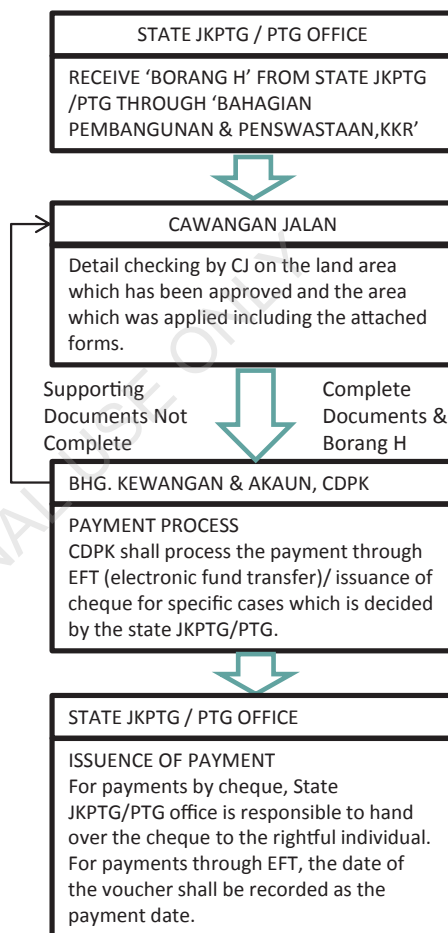 STATE JKPTG / PTG OFFICE
RECEIVE ‘BORANG H’ FROM STATE JKPTG
/PTG THROUGH ‘BAHAGIAN
PEMBANGUNAN & PENSWASTAAN,KKR’
CAWANGAN JALAN
Detail checking by CJ on the land area
which has been approved and the area
which was applied including the attached
forms.
Supporting
Documents Not
Complete
Complete
Documents &
Borang H
BHG. KEWANGAN & AKAUN, CDPK
PAYMENT PROCESS
CDPK shall process the payment through
EFT (electronic fund transfer)/ issuance of
cheque for specific cases which is decided
by the state JKPTG/PTG.
STATE JKPTG / PTG OFFICE
ISSUENCE OF PAYMENT
For payments by cheque, State
JKPTG/PTG office is responsible to hand
over the cheque to the rightful individual.
For payments through EFT, the date of
the voucher shall be recorded as the
payment date.
NAL USE ONLY